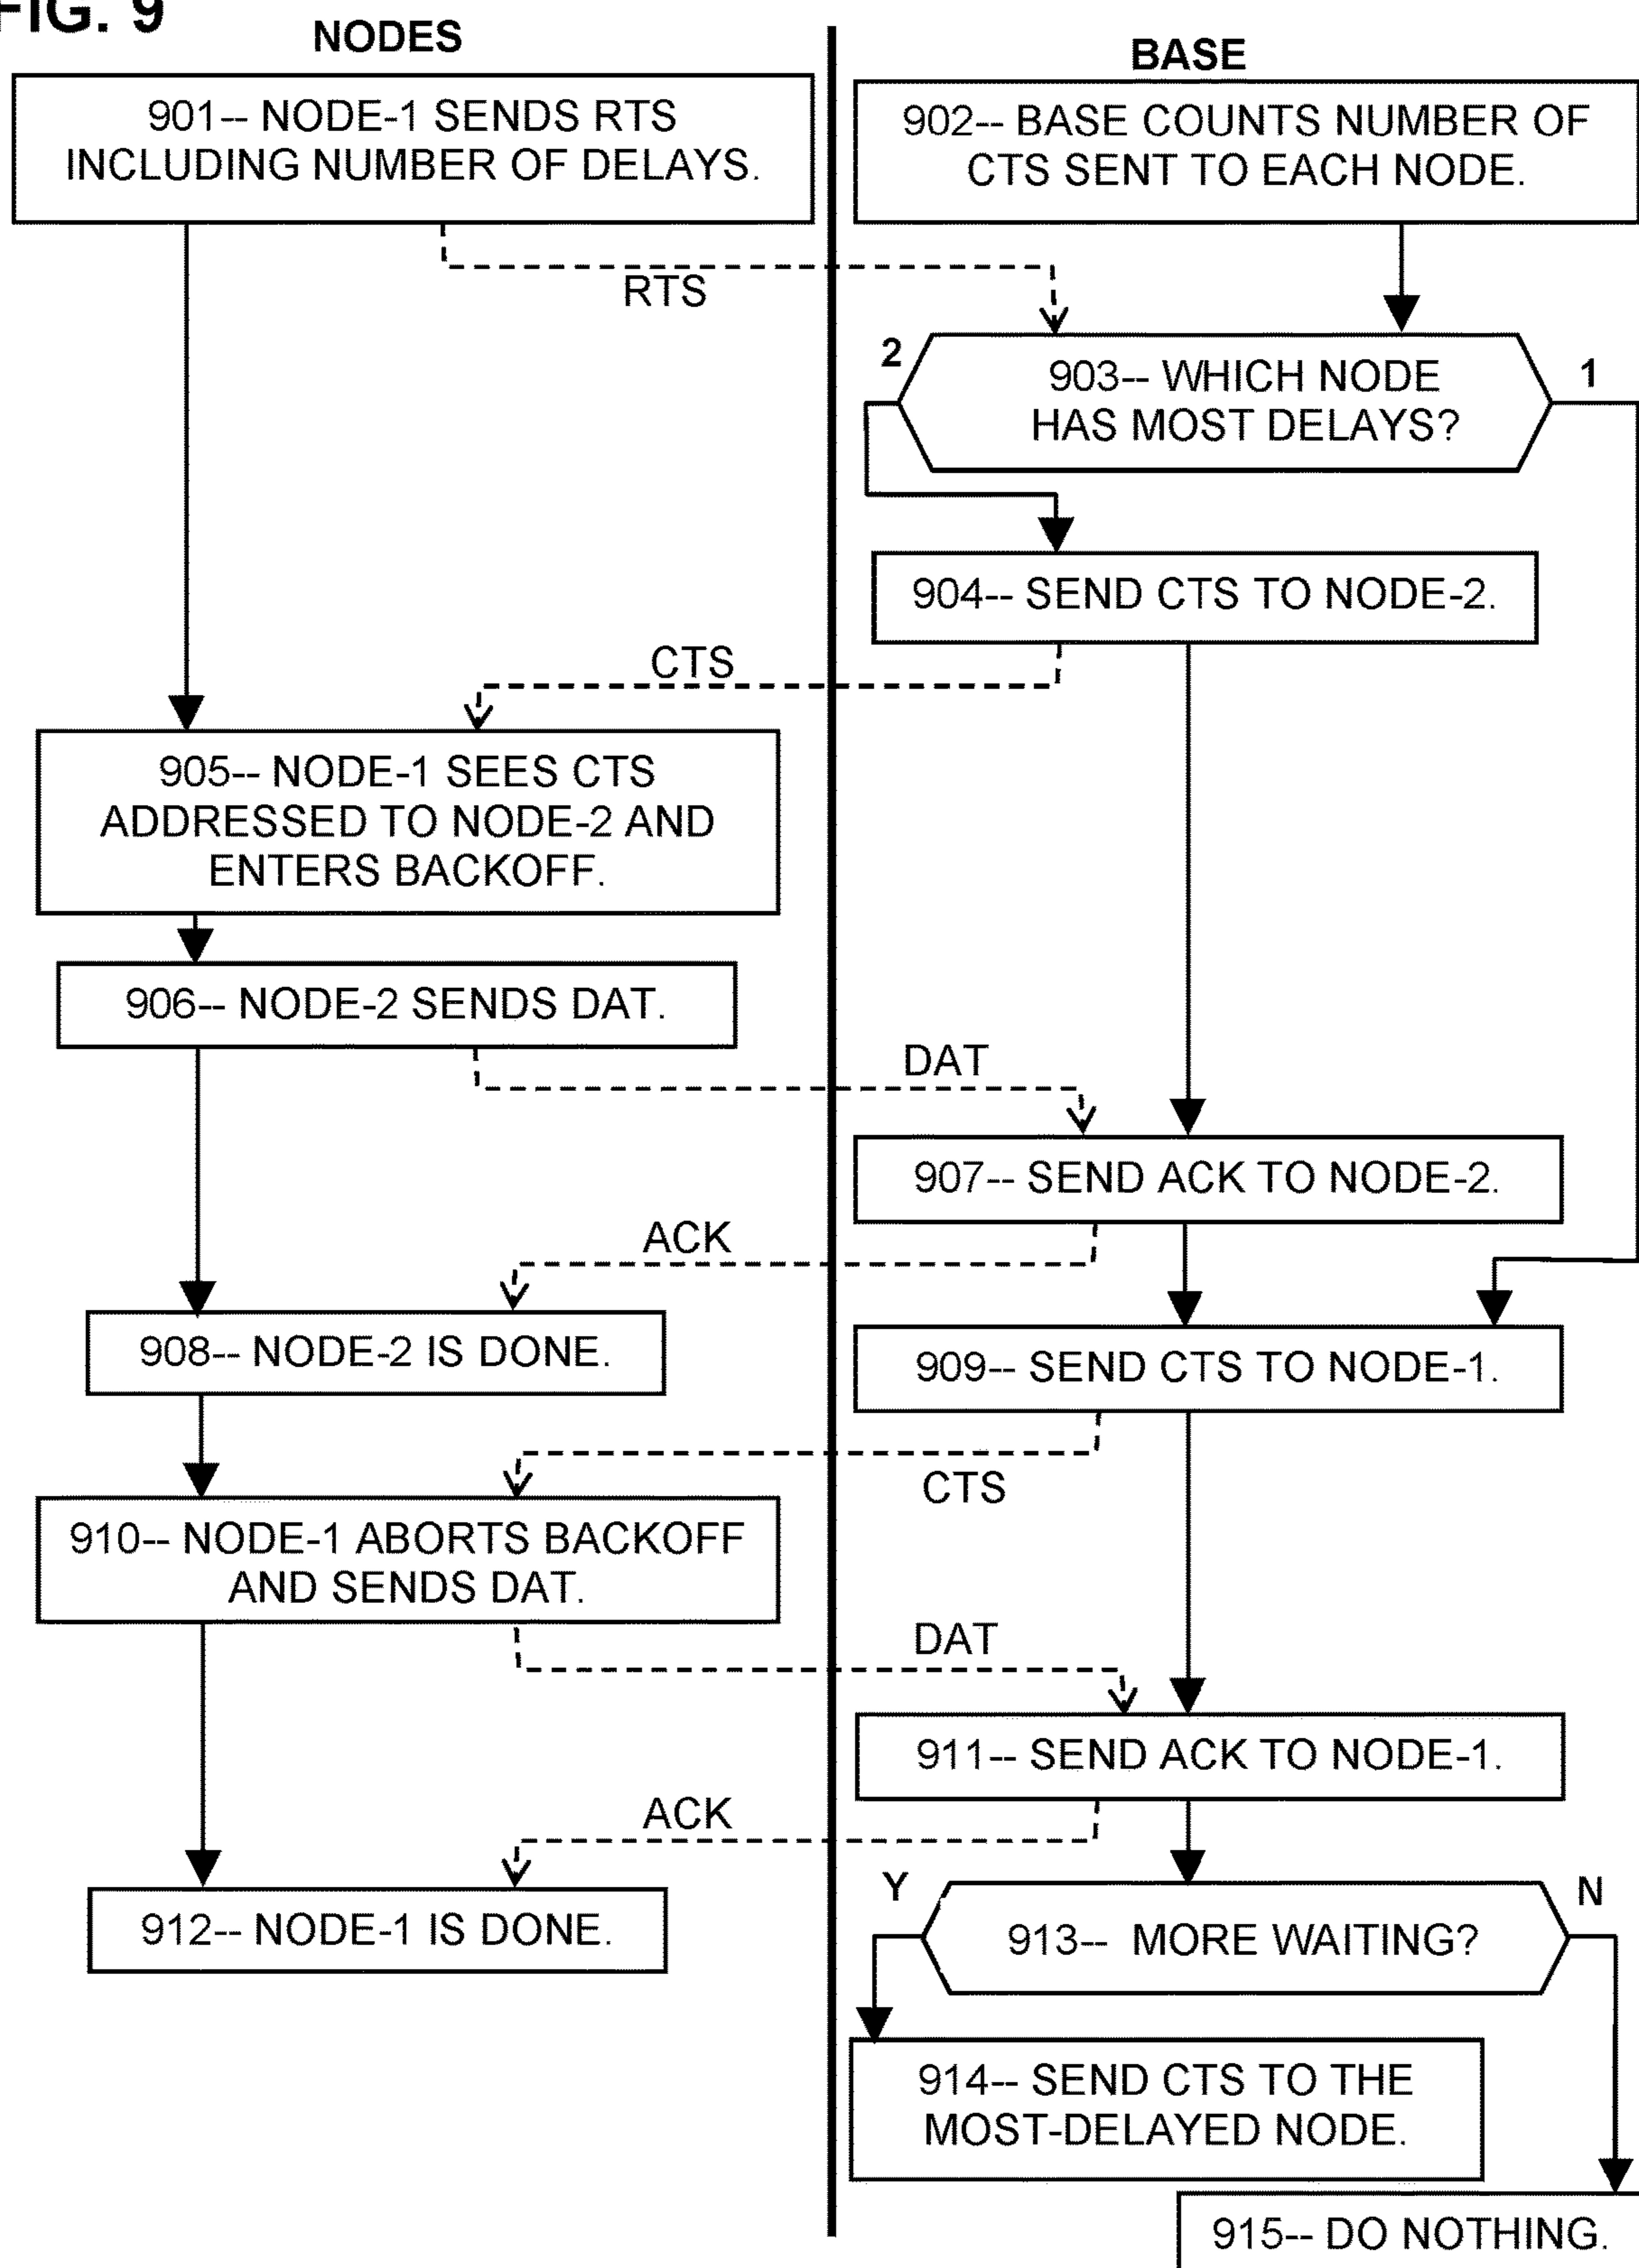 FIG. 9
NODES
BASE
901-- NODE-1 SENDS RTS
INCLUDING NUMBER OF DELAYS.
902-- BASE COUNTS NUMBER OF
CTS SENT TO EACH NODE.
RTS
2
903-- WHICH NODE
HAS MOST DELAYS?
1
904-- SEND CTS TO NODE-2.
CTS
905-- NODE-1 SEES CTS
ADDRESSED TO NODE-2 AND
ENTERS BACKOFF.
906-- NODE-2 SENDS DAT.
DAT
907-- SEND ACK TO NODE-2.
ACK
908-- NODE-2 IS DONE.
909-- SEND CTS TO NODE-1.
CTS
910-- NODE-1 ABORTS BACKOFF
AND SENDS DAT.
DAT
911-- SEND ACK TO NODE-1.
ACK
912-- NODE-1 IS DONE.
Y
913-- MORE WAITING?
N
914-- SEND CTS TO THE
MOST-DELAYED NODE.
915-- DO NOTHING.